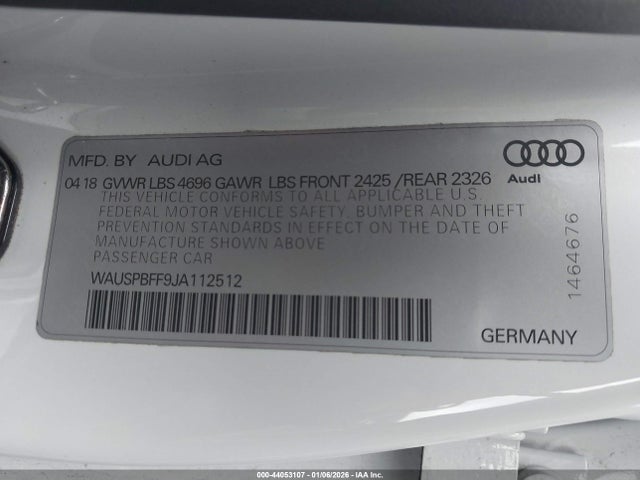 MFD. BY AUDI AG
04 18 GVWR LBS 4696 GAWR LBS FRONT 2425 /REAR 2326
THIS VEHICLE CONFORMS TO ALL APPLICABLE U.S.
FEDERAL MOTOR VEHICLE SAFETY, BUMPER AND THEFT
PREVENTION STANDARDS IN EFFECT ON THE DATE OF
MANUFACTURE SHOWN ABOVE
PASSENGER CAR
WAUSPBFF9JA112512
Audi
1464676
GERMANY
000-44053107 - 01/06/2026 - IAA Inc.